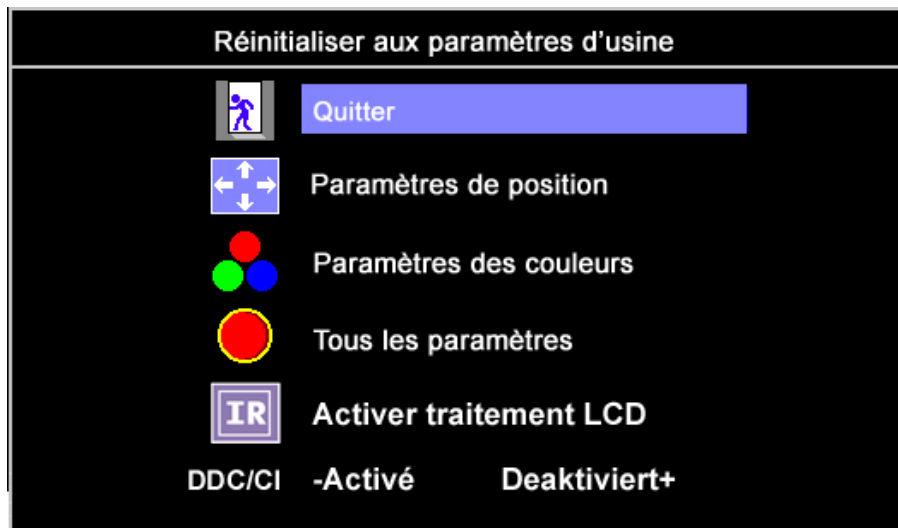 Réinitialiser aux paramètres d'usine
Quitter
Paramètres de position
Paramètres des couleurs
Tous les paramètres
IR Activer traitement LCD
DDC/CI -Activé Deaktiviert+